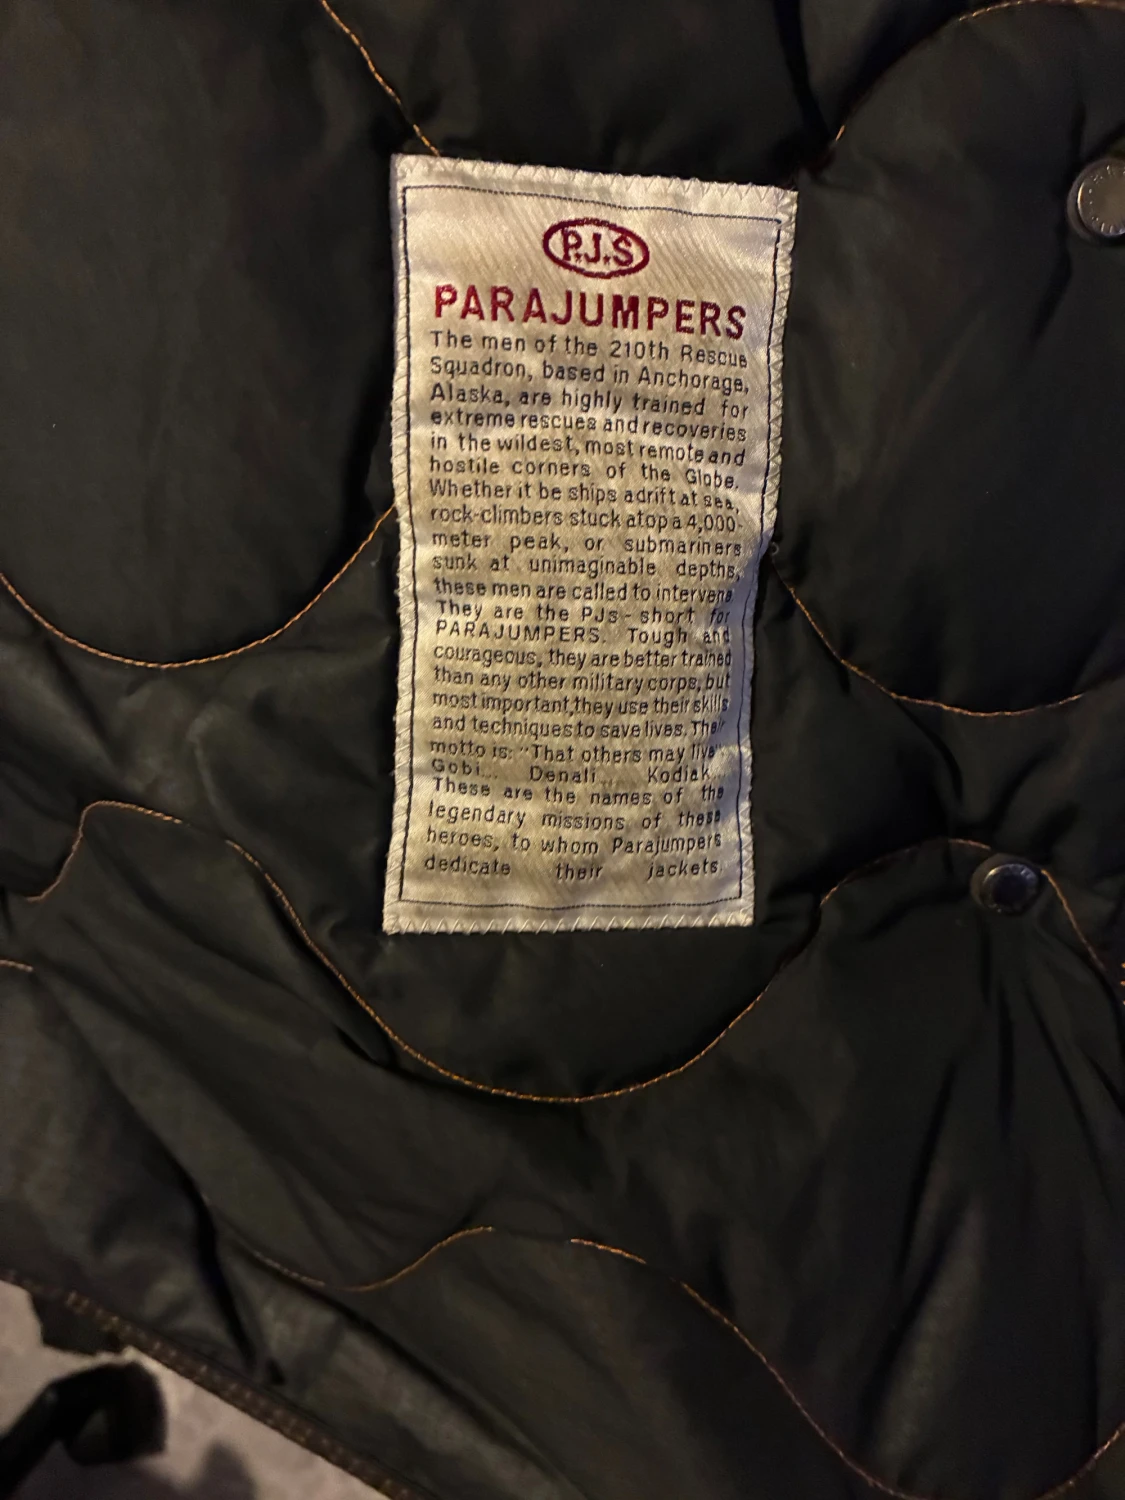 P.J.S
PARAJUMPERS
The men of the 210th Rescue
Squadron, based in Anchorage,
Alaska, are highly trained for
extreme rescues and recoveries
in the wildest, most remote and
hostile corners of the Globe.
Whether it be ships adrift at sea,
rock-climbers stuck atop a 4,000-
meter peak, or submariners
sunk at unimaginable depths,
these men are called to intervene
They are the PJs - short for
PARAJUMPERS. Tough and
courageous, they are better trained
than any other military corps, but
most important, they use their skills
and techniques to save lives. Their
motto is: "That others may live".
Gobi... Denali... Kodiak...
These are the names of the
legendary missions of these
heroes, to whom Parajumpers
dedicate their jackets.